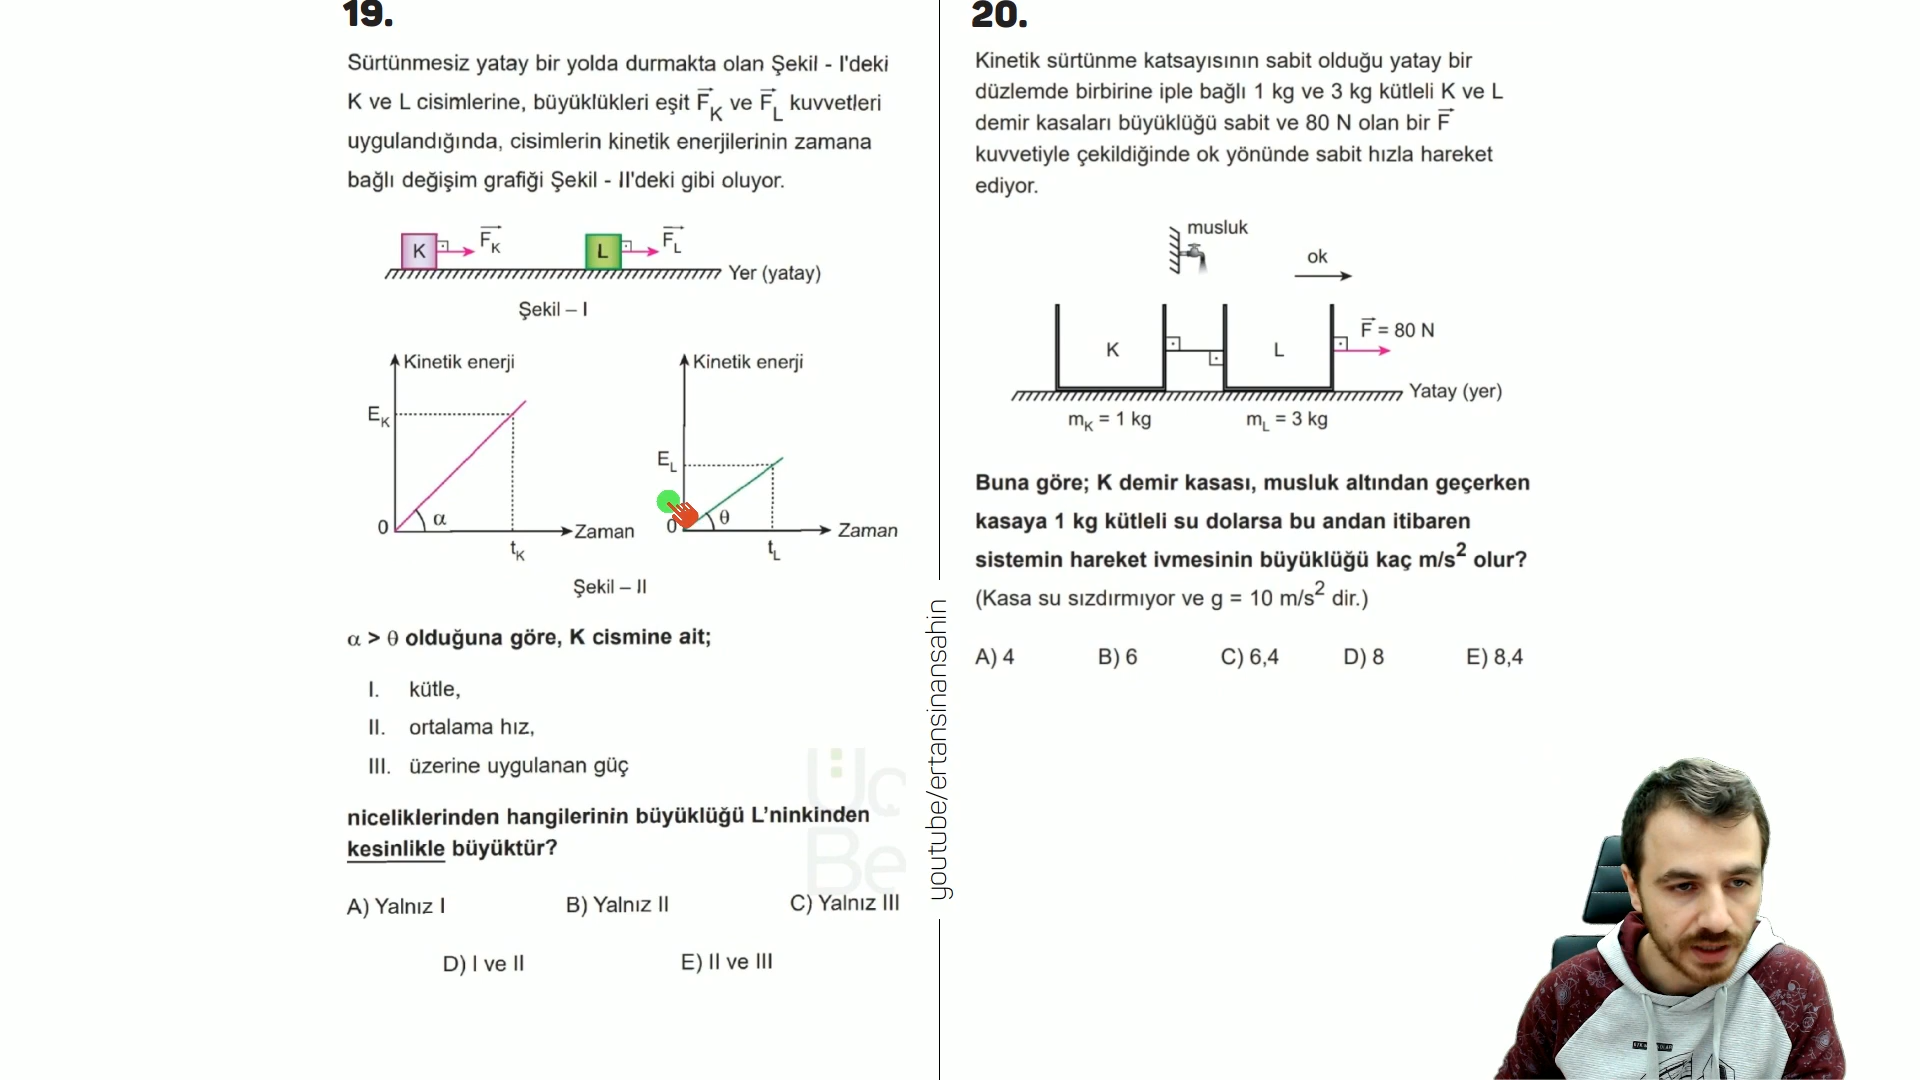 19.
Sürtünmesiz yatay bir yolda durmakta olan Şekil - I'deki
K ve L cisimlerine, büyüklükleri eşit F_K ve F_L kuvvetleri
uygulandığında, cisimlerin kinetik enerjilerinin zamana
bağlı değişim grafiği Şekil - II'deki gibi oluyor.
K F_K L F_L
Yer (yatay)
Şekil – I
Kinetik enerji Kinetik enerji
E_K
E_L
0 α Zaman 0 θ Zaman
t_K t_L
Şekil – II
α > θ olduğuna göre, K cismine ait;
I. kütle,
II. ortalama hız,
III. üzerine uygulanan güç
niceliklerinden hangilerinin büyüklüğü L'ninkinden
kesinlikle büyüktür?
A) Yalnız I B) Yalnız II C) Yalnız III
D) I ve II E) II ve III
Üç
Be
youtube/ertansinansahin
20.
Kinetik sürtünme katsayısının sabit olduğu yatay bir
düzlemde birbirine iple bağlı 1 kg ve 3 kg kütleli K ve L
demir kasaları büyüklüğü sabit ve 80 N olan bir F
kuvvetiyle çekildiğinde ok yönünde sabit hızla hareket
ediyor.
musluk
ok
K L F = 80 N
Yatay (yer)
m_K = 1 kg m_L = 3 kg
Buna göre; K demir kasası, musluk altından geçerken
kasaya 1 kg kütleli su dolarsa bu andan itibaren
sistemin hareket ivmesinin büyüklüğü kaç m/s² olur?
(Kasa su sızdırmıyor ve g = 10 m/s² dir.)
A) 4 B) 6 C) 6,4 D) 8 E) 8,4